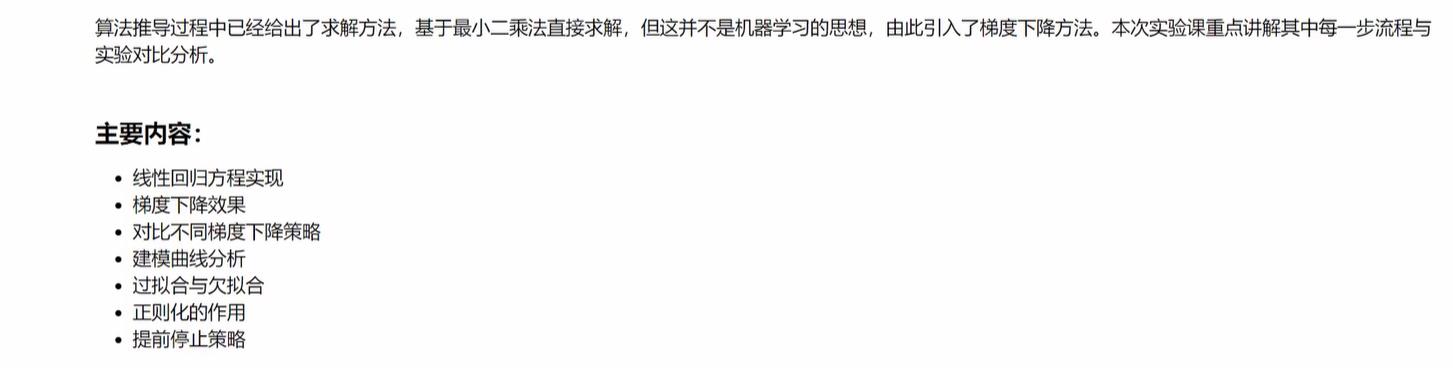 算法推导过程中已经给出了求解方法，基于最小二乘法直接求解，但这并不是机器学习的思想，由此引入了梯度下降方法。本次实验课重点讲解其中每一步流程与
实验对比分析。
主要内容：
• 线性回归方程实现
• 梯度下降效果
• 对比不同梯度下降策略
• 建模曲线分析
• 过拟合与欠拟合
• 正则化的作用
• 提前停止策略